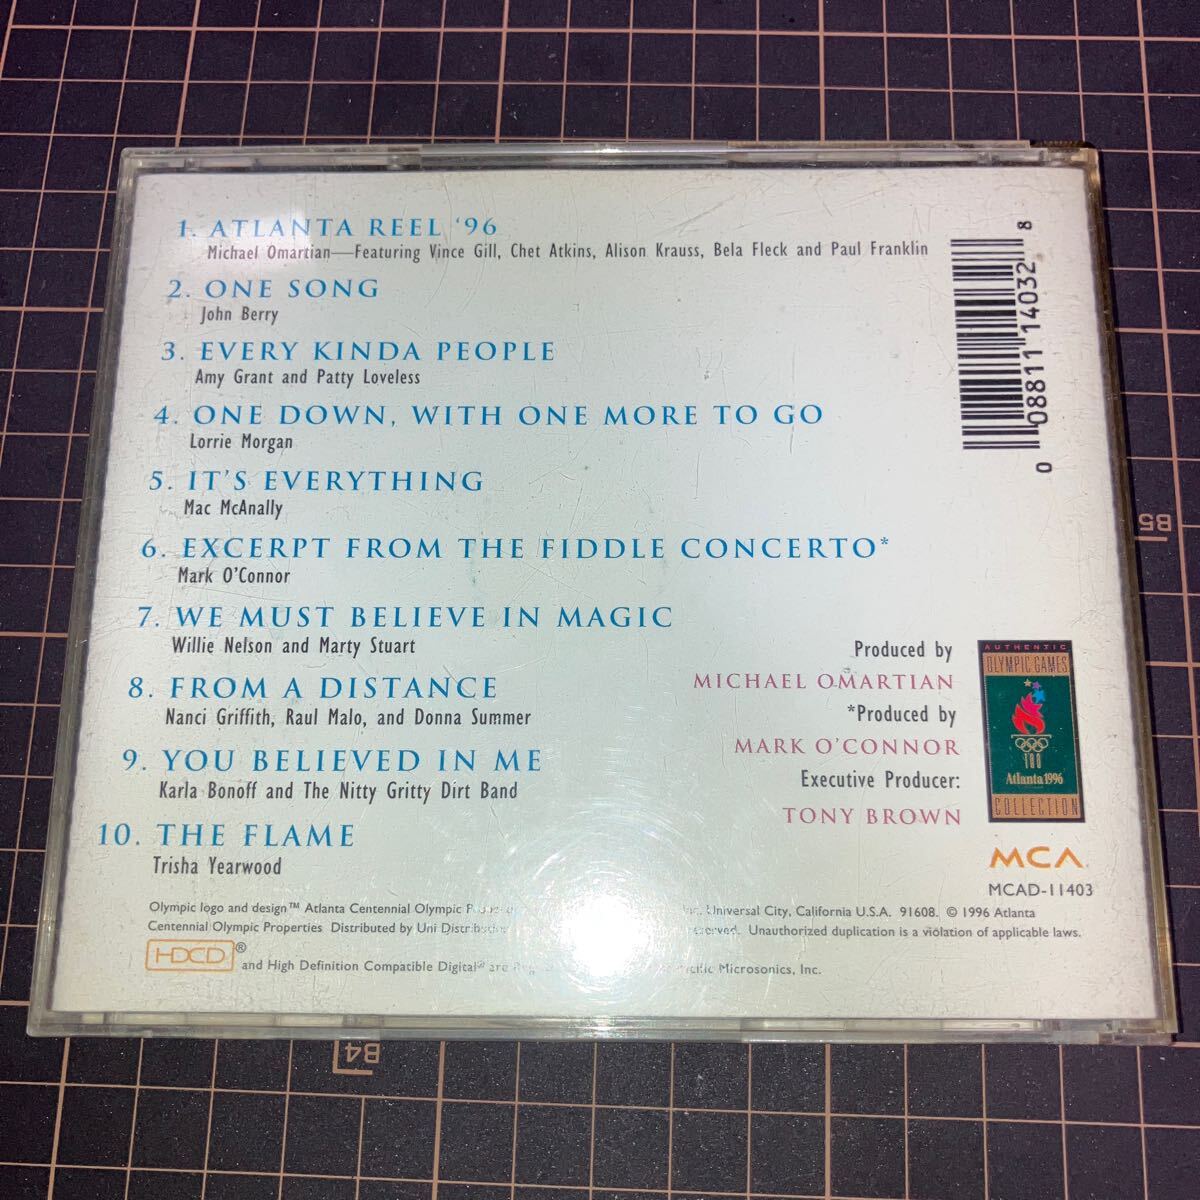 1. ATLANTA REEL '96
Michael Omartian—Featuring Vince Gill, Chet Atkins, Alison Krauss, Bela Fleck and Paul Franklin
2. ONE SONG
John Berry
3. EVERY KINDA PEOPLE
Amy Grant and Patty Loveless
4. ONE DOWN, WITH ONE MORE TO GO
Lorrie Morgan
5. IT'S EVERYTHING
Mac McAnally
6. EXCERPT FROM THE FIDDLE CONCERTO*
Mark O'Connor
7. WE MUST BELIEVE IN MAGIC
Willie Nelson and Marty Stuart
8. FROM A DISTANCE
Nanci Griffith, Raul Malo, and Donna Summer
9. YOU BELIEVED IN ME
Karla Bonoff and The Nitty Gritty Dirt Band
10. THE FLAME
Trisha Yearwood
0 08811 14032 8
Produced by
MICHAEL OMARTIAN
*Produced by
MARK O'CONNOR
Executive Producer:
TONY BROWN
AUTHENTIC
OLYMPIC GAMES
100
Atlanta 1996
COLLECTION
MCA
MCAD-11403
Olympic logo and design™ Atlanta Centennial Olympic Universal City, California U.S.A. 91608. © 1996 Atlanta
Centennial Olympic Properties Distributed by Uni Unauthorized duplication is a violation of applicable laws.
HDCD® and High Definition Compatible Digital® are Microsonics, Inc.
B5
B4